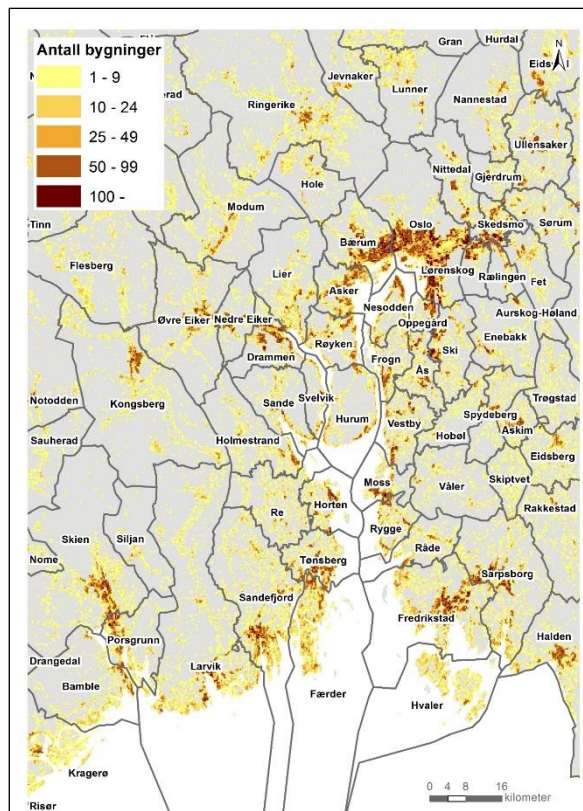 Antall bygninger
1 - 9
10 - 24
25 - 49
50 - 99
100 -
N
Gran
Hurdal
Jevnaker
Lunner
Eidsv
Nannestad
Ringerike
Ullensaker
Nittedal
Gjerdrum
Hole
Modum
Oslo
Skedsmo
Sørum
Tinn
Bærum
Flesberg
Lier
Lørenskog
Rælingen
Fet
Asker
Nesodden
Aurskog-Høland
Øvre Eiker
Nedre Eiker
Oppegård
Enebakk
Røyken
Drammen
Frogn
Ski
Ås
Trøgstad
Notodden
Kongsberg
Sande
Svelvik
Hurum
Vestby
Spydeberg
Askim
Sauherad
Holmestrand
Hobøl
Eidsberg
Moss
Våler
Skiptvet
Re
Horten
Rakkestad
Rygge
Skien
Siljan
Råde
Nome
Tønsberg
Sarpsborg
Sandefjord
Fredrikstad
Porsgrunn
Halden
Drangedal
Larvik
Bamble
Færder
Hvaler
Kragerø
0 4 8 16
kilometer
Risør